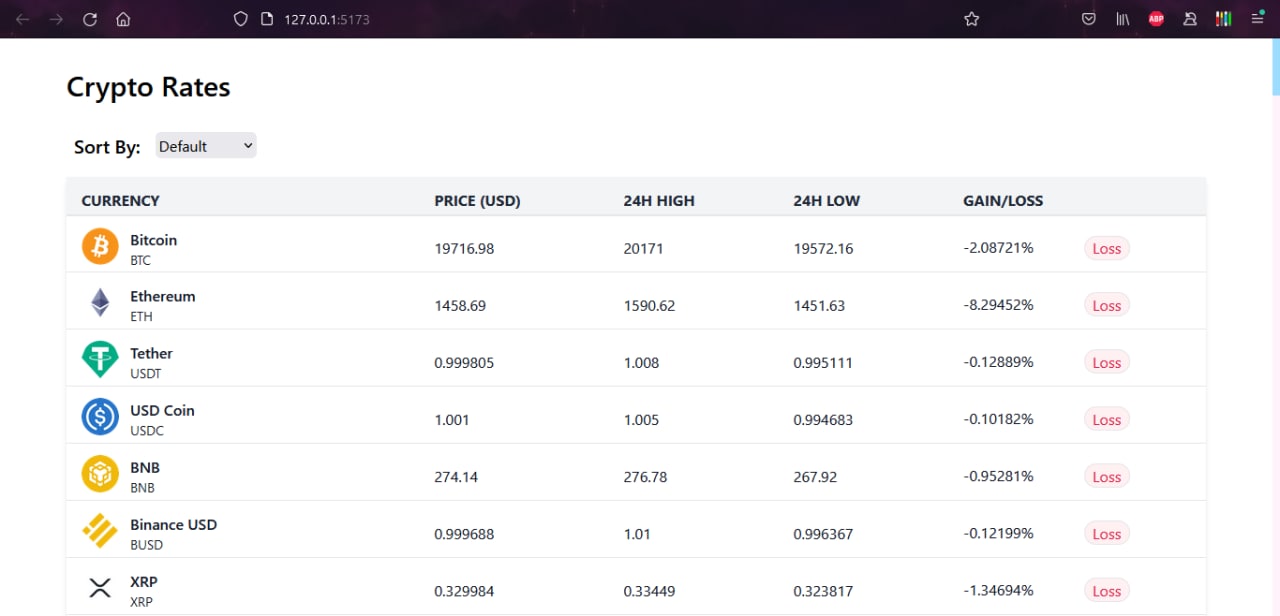 127.0.0.1:5173
ABP
Crypto Rates
Sort By: Default
CURRENCY PRICE (USD) 24H HIGH 24H LOW GAIN/LOSS
Bitcoin
BTC
19716.98 20171 19572.16 -2.08721% Loss
Ethereum
ETH
1458.69 1590.62 1451.63 -8.29452% Loss
Tether
USDT
0.999805 1.008 0.995111 -0.12889% Loss
USD Coin
USDC
1.001 1.005 0.994683 -0.10182% Loss
BNB
BNB
274.14 276.78 267.92 -0.95281% Loss
Binance USD
BUSD
0.999688 1.01 0.996367 -0.12199% Loss
XRP
XRP
0.329984 0.33449 0.323817 -1.34694% Loss